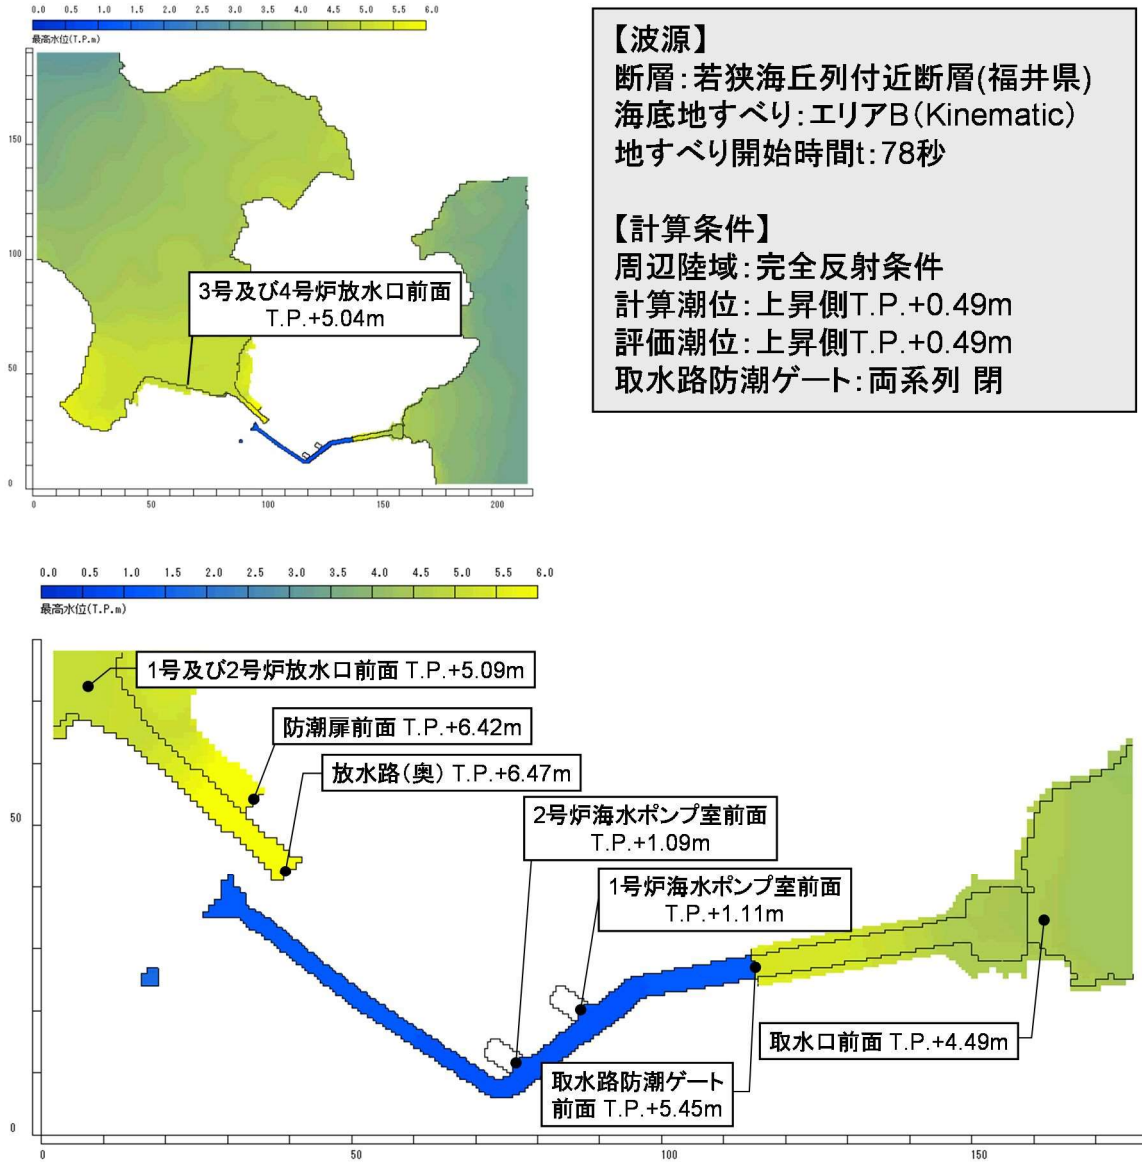 0.0 0.5 1.0 1.5 2.0 2.5 3.0 3.5 4.0 4.5 5.0 5.5 6.0
最高水位(T.P.m)
150
100
50
0
0 50 100 150 200
3号及び4号炉放水口前面
T.P.+5.04m
【波源】
断層:若狭海丘列付近断層(福井県)
海底地すべり:エリアB(Kinematic)
地すべり開始時間t:78秒
【計算条件】
周辺陸域:完全反射条件
計算潮位:上昇側T.P.+0.49m
評価潮位:上昇側T.P.+0.49m
取水路防潮ゲート:両系列 閉
0.0 0.5 1.0 1.5 2.0 2.5 3.0 3.5 4.0 4.5 5.0 5.5 6.0
最高水位(T.P.m)
1号及び2号炉放水口前面 T.P.+5.09m
防潮扉前面 T.P.+6.42m
放水路(奥) T.P.+6.47m
2号炉海水ポンプ室前面
T.P.+1.09m
1号炉海水ポンプ室前面
T.P.+1.11m
取水口前面 T.P.+4.49m
取水路防潮ゲート
前面 T.P.+5.45m
50
0
0 50 100 150